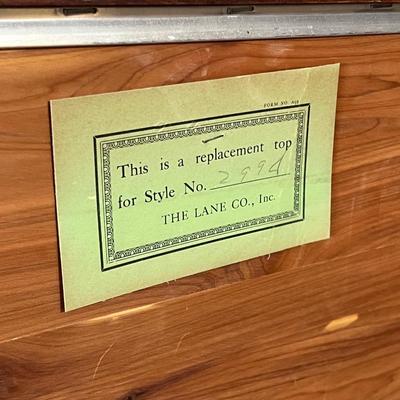 FORM NO.
This is a replacement top
for Style No. 2994
THE LANE CO., Inc.